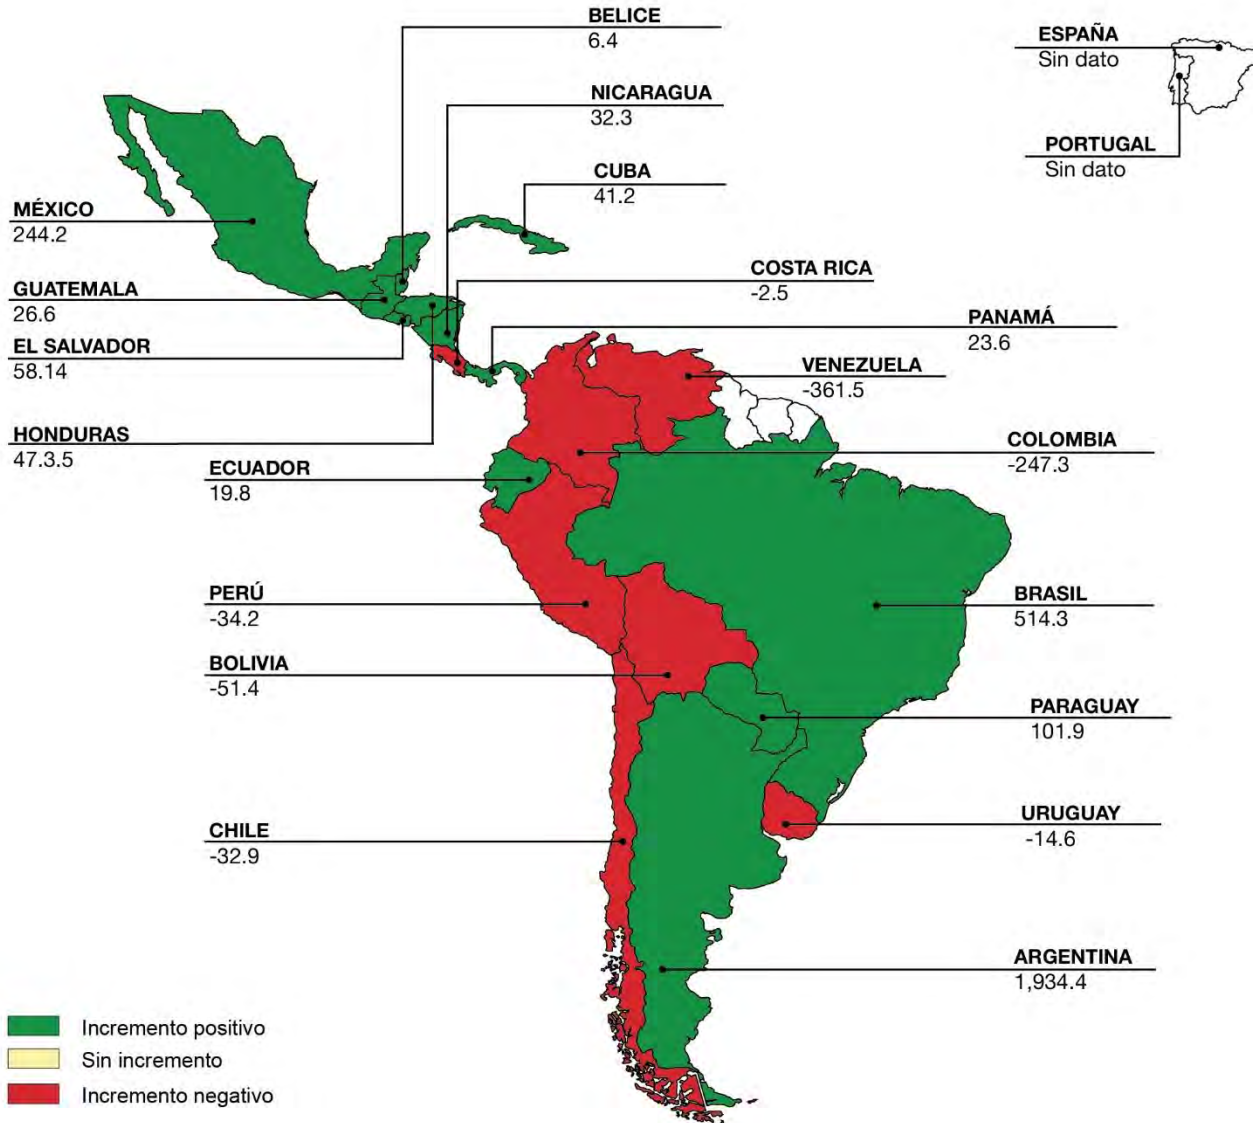 BELICE
6.4
ESPAÑA
Sin dato
NICARAGUA
32.3
PORTUGAL
Sin dato
CUBA
41.2
MÉXICO
244.2
COSTA RICA
-2.5
GUATEMALA
26.6
PANAMÁ
23.6
EL SALVADOR
58.14
VENEZUELA
-361.5
HONDURAS
47.3.5
COLOMBIA
-247.3
ECUADOR
19.8
PERÚ
-34.2
BRASIL
514.3
BOLIVIA
-51.4
PARAGUAY
101.9
CHILE
-32.9
URUGUAY
-14.6
ARGENTINA
1,934.4
Incremento positivo
Sin incremento
Incremento negativo